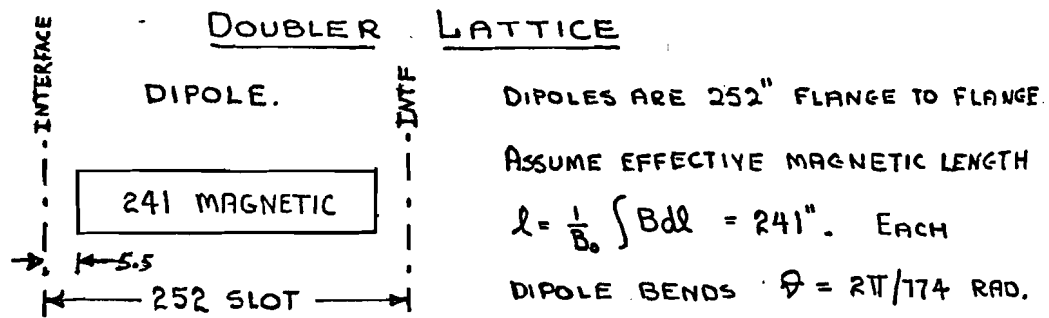 DOUBLER LATTICE
INTERFACE
DIPOLE.
INTF
241 MAGNETIC
5.5
252 SLOT
DIPOLES ARE 252" FLANGE TO FLANGE.
ASSUME EFFECTIVE MAGNETIC LENGTH
l = 1/B₀ ∫ Bdl = 241". EACH
DIPOLE BENDS θ = 2π/774 RAD.